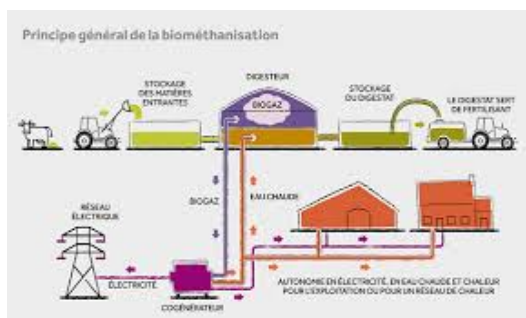 Principe général de la biométhanisation
STOCKAGE
DES MATIÈRES
ENTRANTES
DIGESTEUR
BIOGAZ
STOCKAGE
DU DIGESTAT
LE DIGESTAT SERT
DE FERTILISANT
BIOGAZ
EAU CHAUDE
RÉSEAU
ÉLECTRIQUE
ÉLECTRICITÉ
COGÉNÉRATEUR
AUTONOMIE EN ÉLECTRICITÉ, EN EAU CHAUDE ET CHALEUR
POUR L'EXPLOITATION OU POUR UN RÉSEAU DE CHALEUR